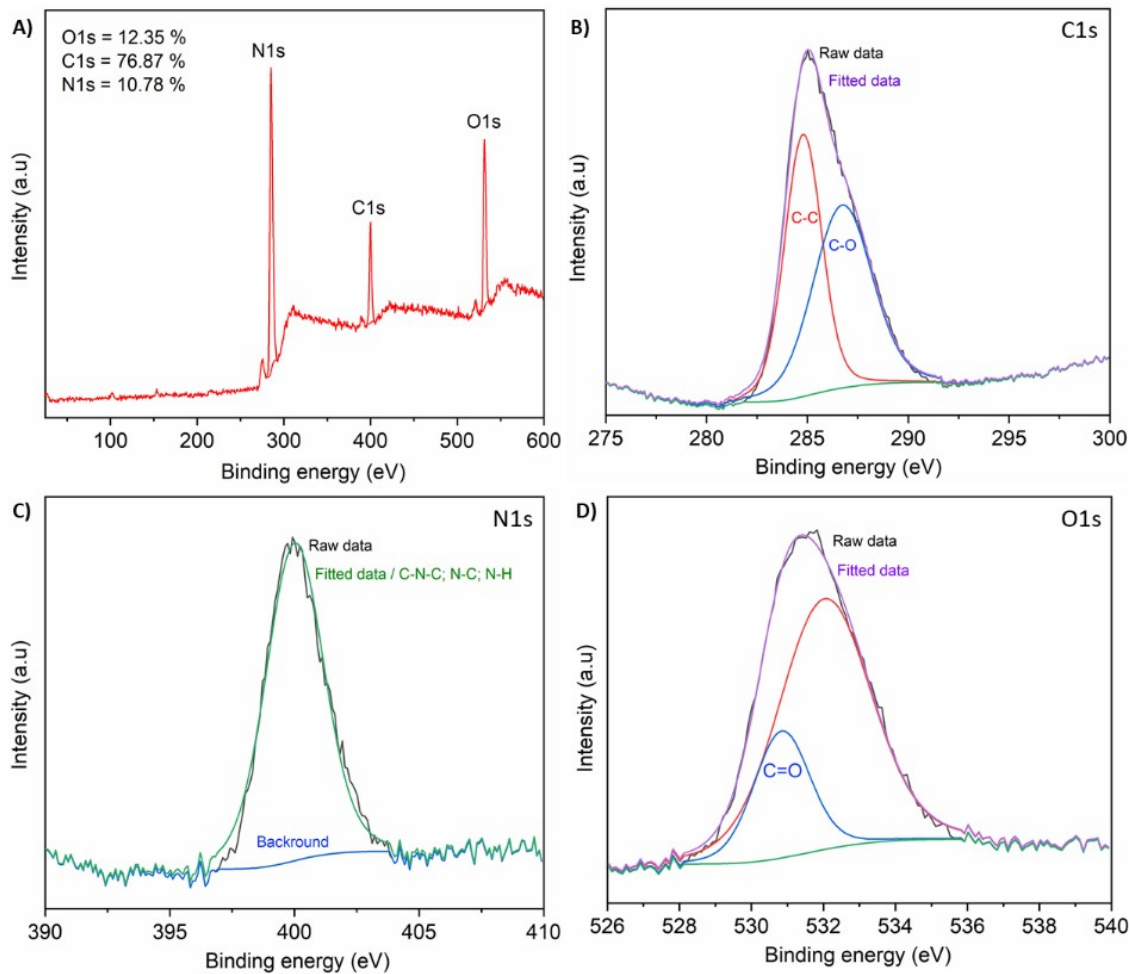 A)
O1s = 12.35 %
C1s = 76.87 %
N1s = 10.78 %
N1s
C1s
O1s
Intensity (a.u)
100 200 300 400 500 600
Binding energy (eV)
B)
C1s
Raw data
Fitted data
C-C
C-O
Intensity (a.u)
275 280 285 290 295 300
Binding energy (eV)
C)
N1s
Raw data
Fitted data / C-N-C; N-C; N-H
Backround
Intensity (a.u)
390 395 400 405 410
Binding energy (eV)
D)
O1s
Raw data
Fitted data
C=O
Intensity (a.u)
526 528 530 532 534 536 538 540
Binding energy (eV)